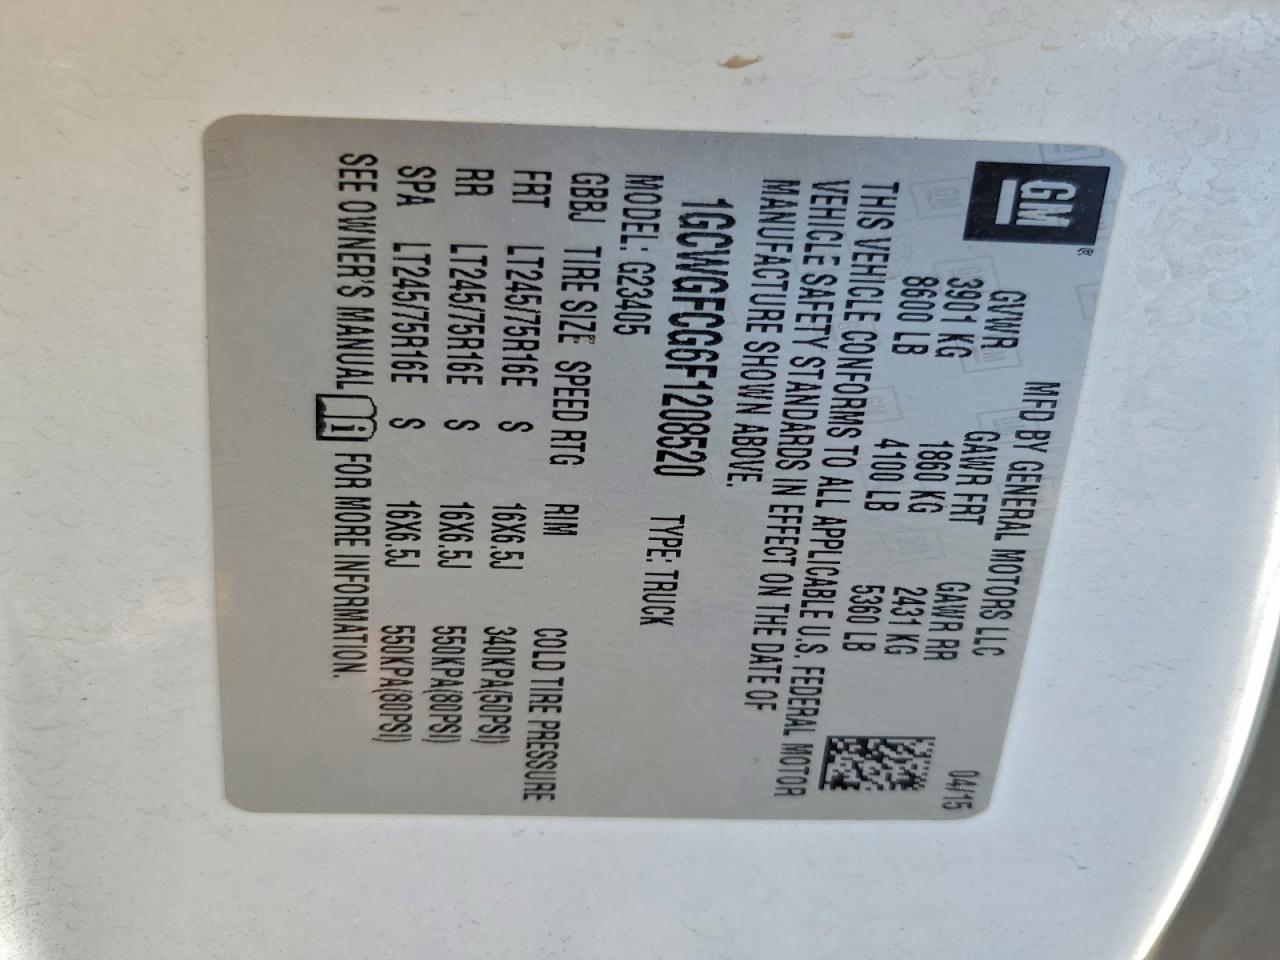 GM®
MFD BY GENERAL MOTORS LLC 04/15
GVWR GAWR FRT GAWR RR
3901 KG 1860 KG 2431 KG
8600 LB 4100 LB 5360 LB
THIS VEHICLE CONFORMS TO ALL APPLICABLE U.S. FEDERAL MOTOR
VEHICLE SAFETY STANDARDS IN EFFECT ON THE DATE OF
MANUFACTURE SHOWN ABOVE.
1GCWGFCG6F1208520
MODEL: G23405 TYPE: TRUCK
GBBJ TIRE SIZE SPEED RTG RIM COLD TIRE PRESSURE
FRT LT245/75R16E S 16X6.5J 340KPA(50PSI)
RR LT245/75R16E S 16X6.5J 550KPA(80PSI)
SPA LT245/75R16E S 16X6.5J 550KPA(80PSI)
SEE OWNER'S MANUAL i FOR MORE INFORMATION.